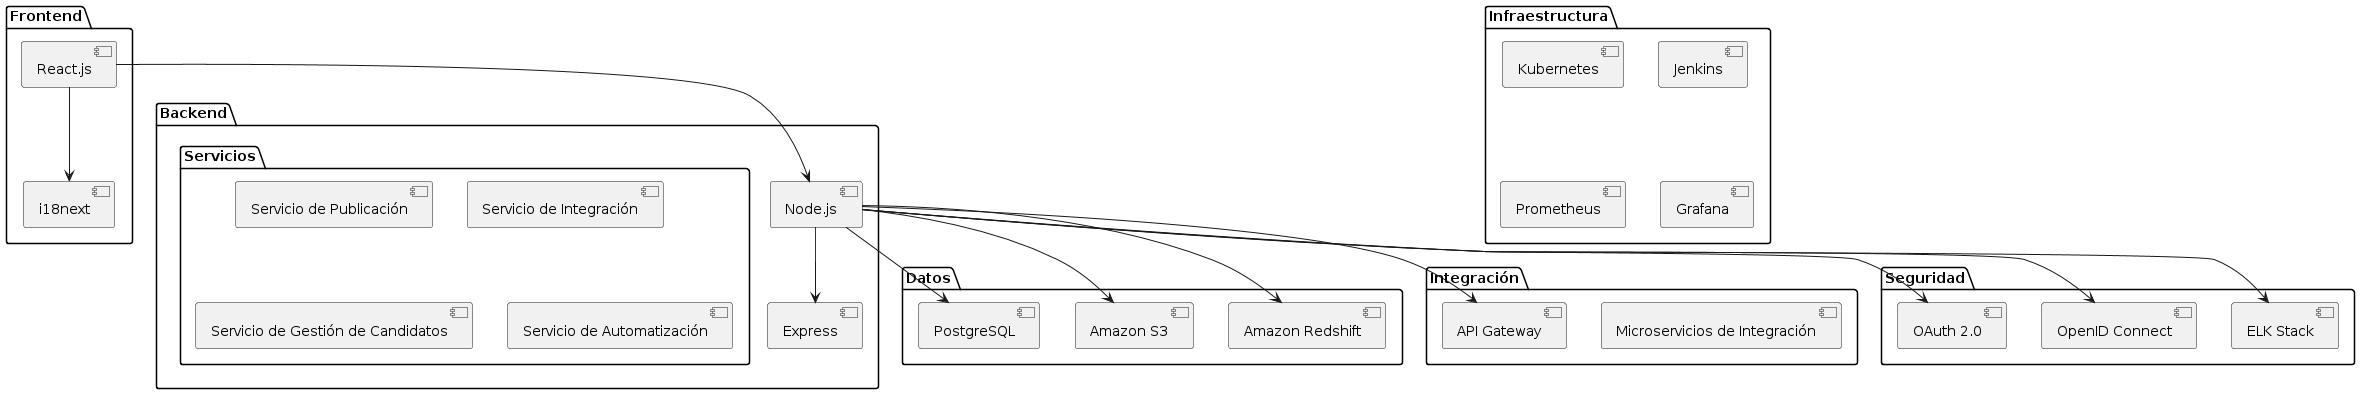 Frontend
React.js
i18next
Backend
Servicios
Servicio de Publicación
Servicio de Integración
Servicio de Gestión de Candidatos
Servicio de Automatización
Node.js
Express
Datos
PostgreSQL
Amazon S3
Amazon Redshift
Infraestructura
Kubernetes
Jenkins
Prometheus
Grafana
Integración
API Gateway
Microservicios de Integración
Seguridad
OAuth 2.0
OpenID Connect
ELK Stack